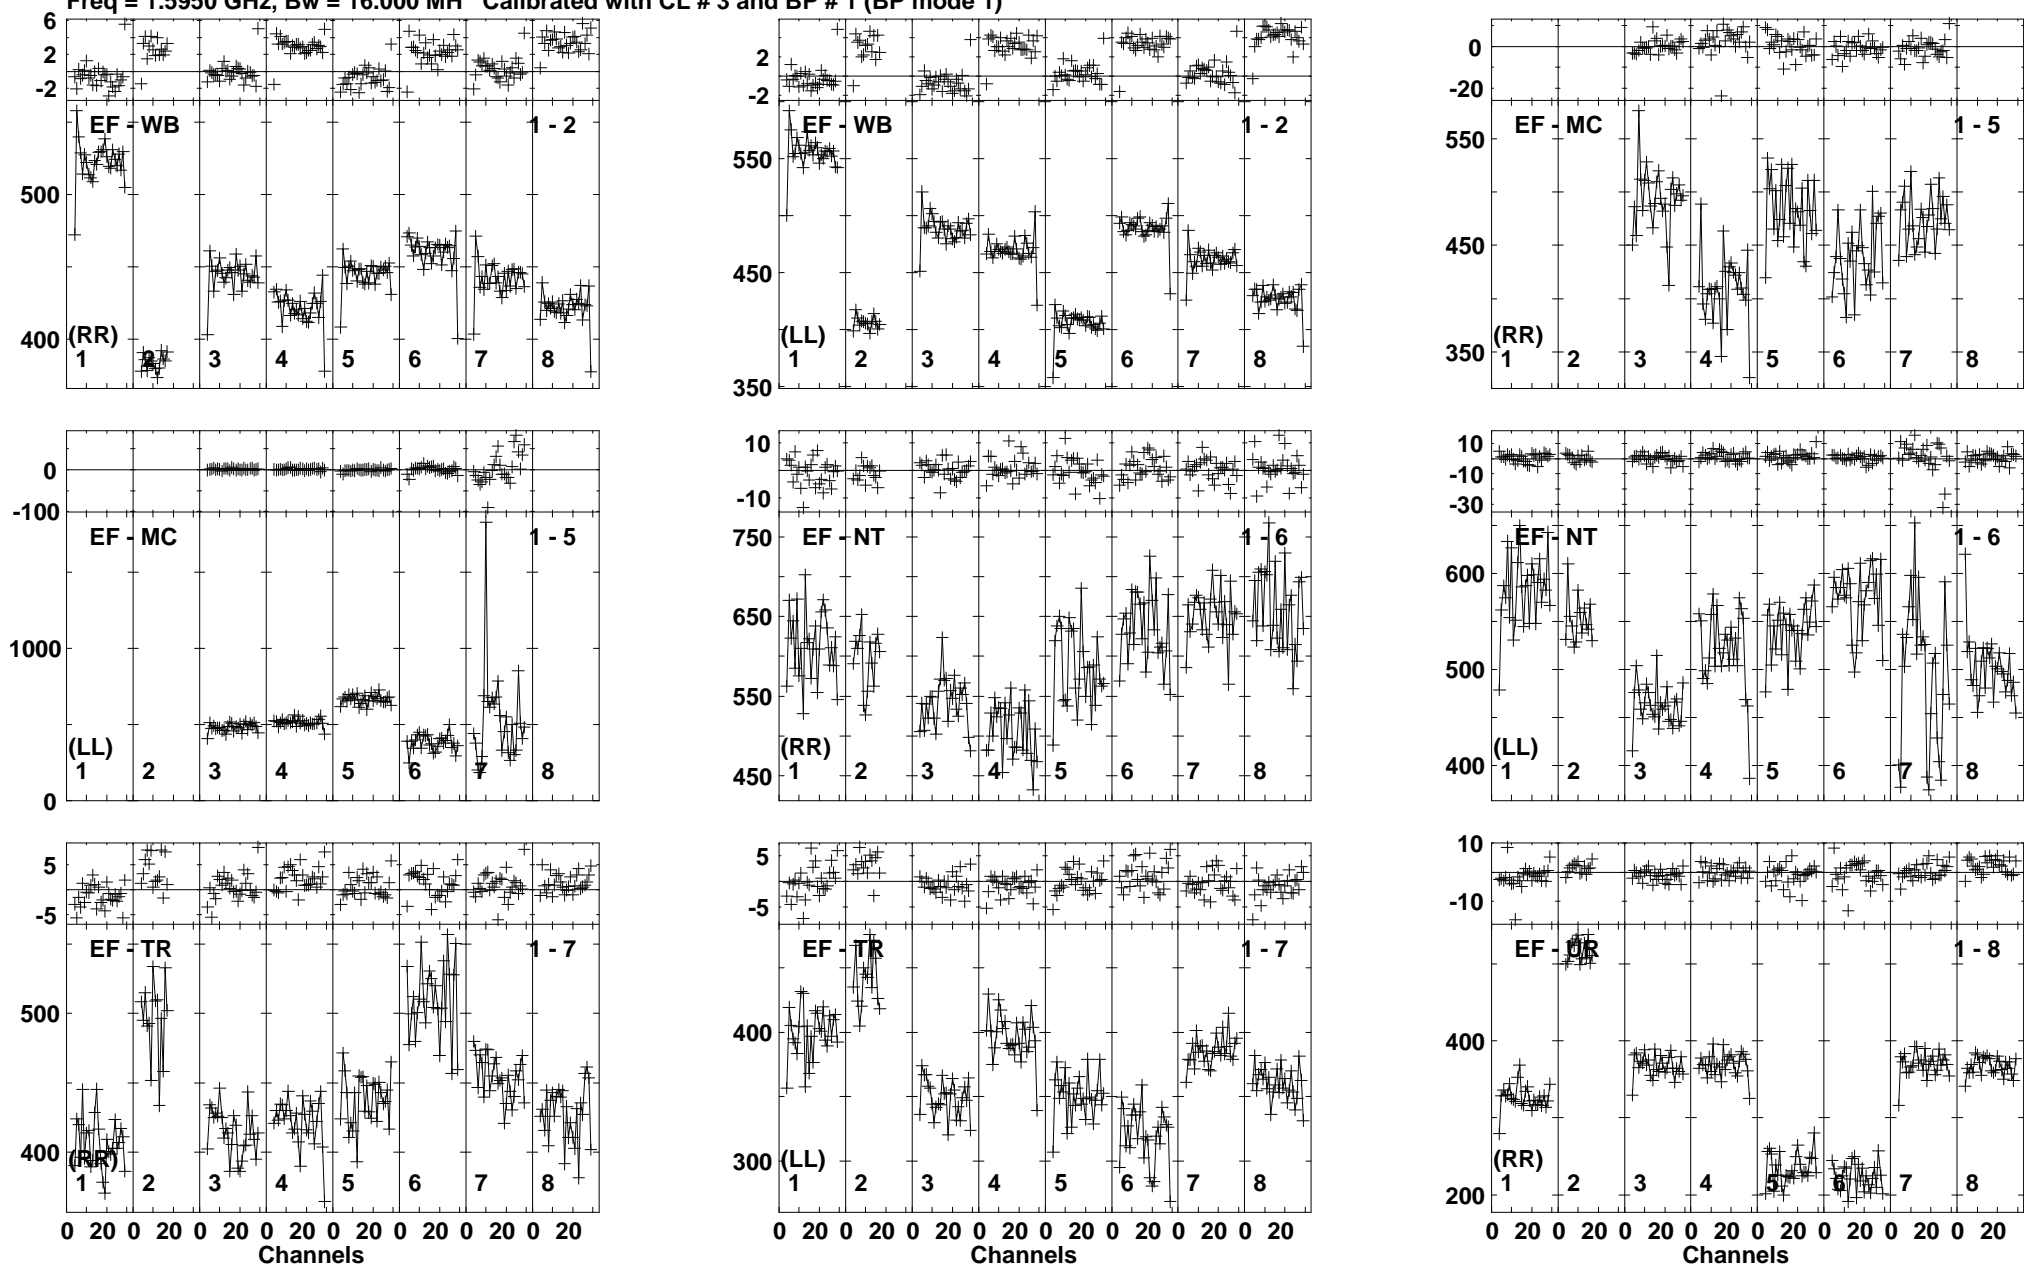 Freq = 1.5950 GHz, Bw = 16.000 MH Calibrated with CL # 3 and BP # 1 (BP mode 1)
6
2
-2
EF - WB 1 - 2
500
400
(RR)
1 2 3 4 5 6 7 8
2
-2
EF - WB 1 - 2
550
450
350
(LL)
1 2 3 4 5 6 7 8
0
-20
EF - MC 1 - 5
550
450
350
(RR)
1 2 3 4 5 6 7 8
0
-100
EF - MC 1 - 5
1000
0
(LL)
1 2 3 4 5 6 7 8
10
-10
EF - NT 1 - 6
750
650
550
450
(RR)
1 2 3 4 5 6 7 8
10
-10
-30
EF - NT 1 - 6
600
500
400
(LL)
1 2 3 4 5 6 7 8
5
-5
EF - TR 1 - 7
500
400
(RR)
1 2 3 4 5 6 7 8
0 20 0 20 0 20 0 20 0 20 0 20 0 20 0 20
Channels
5
-5
EF - TR 1 - 7
400
300
(LL)
1 2 3 4 5 6 7 8
0 20 0 20 0 20 0 20 0 20 0 20 0 20 0 20
Channels
10
-10
EF - UR 1 - 8
400
200
(RR)
1 2 3 4 5 6 7 8
0 20 0 20 0 20 0 20 0 20 0 20 0 20 0 20
Channels